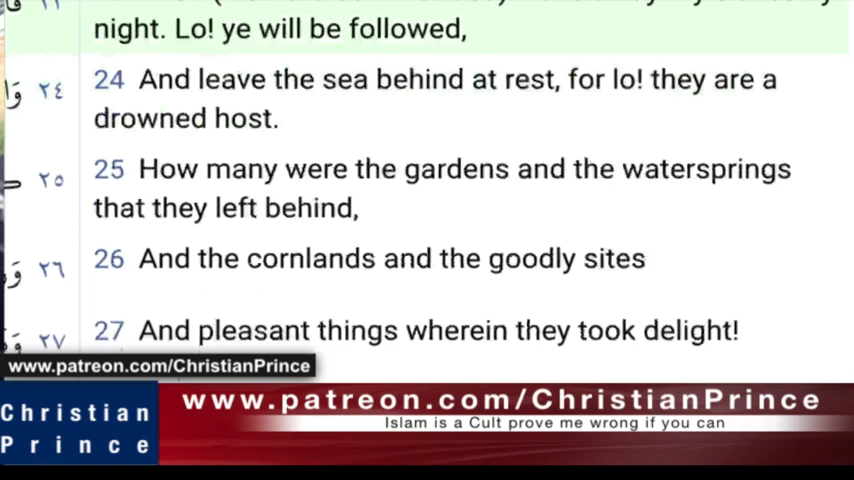 night. Lo! ye will be followed,
٢٤
24 And leave the sea behind at rest, for lo! they are a
drowned host.
٢٥
25 How many were the gardens and the watersprings
that they left behind,
٢٦
26 And the cornlands and the goodly sites
٢٧
27 And pleasant things wherein they took delight!
www.patreon.com/ChristianPrince
Christian
Prince
www.patreon.com/ChristianPrince
Islam is a Cult prove me wrong if you can